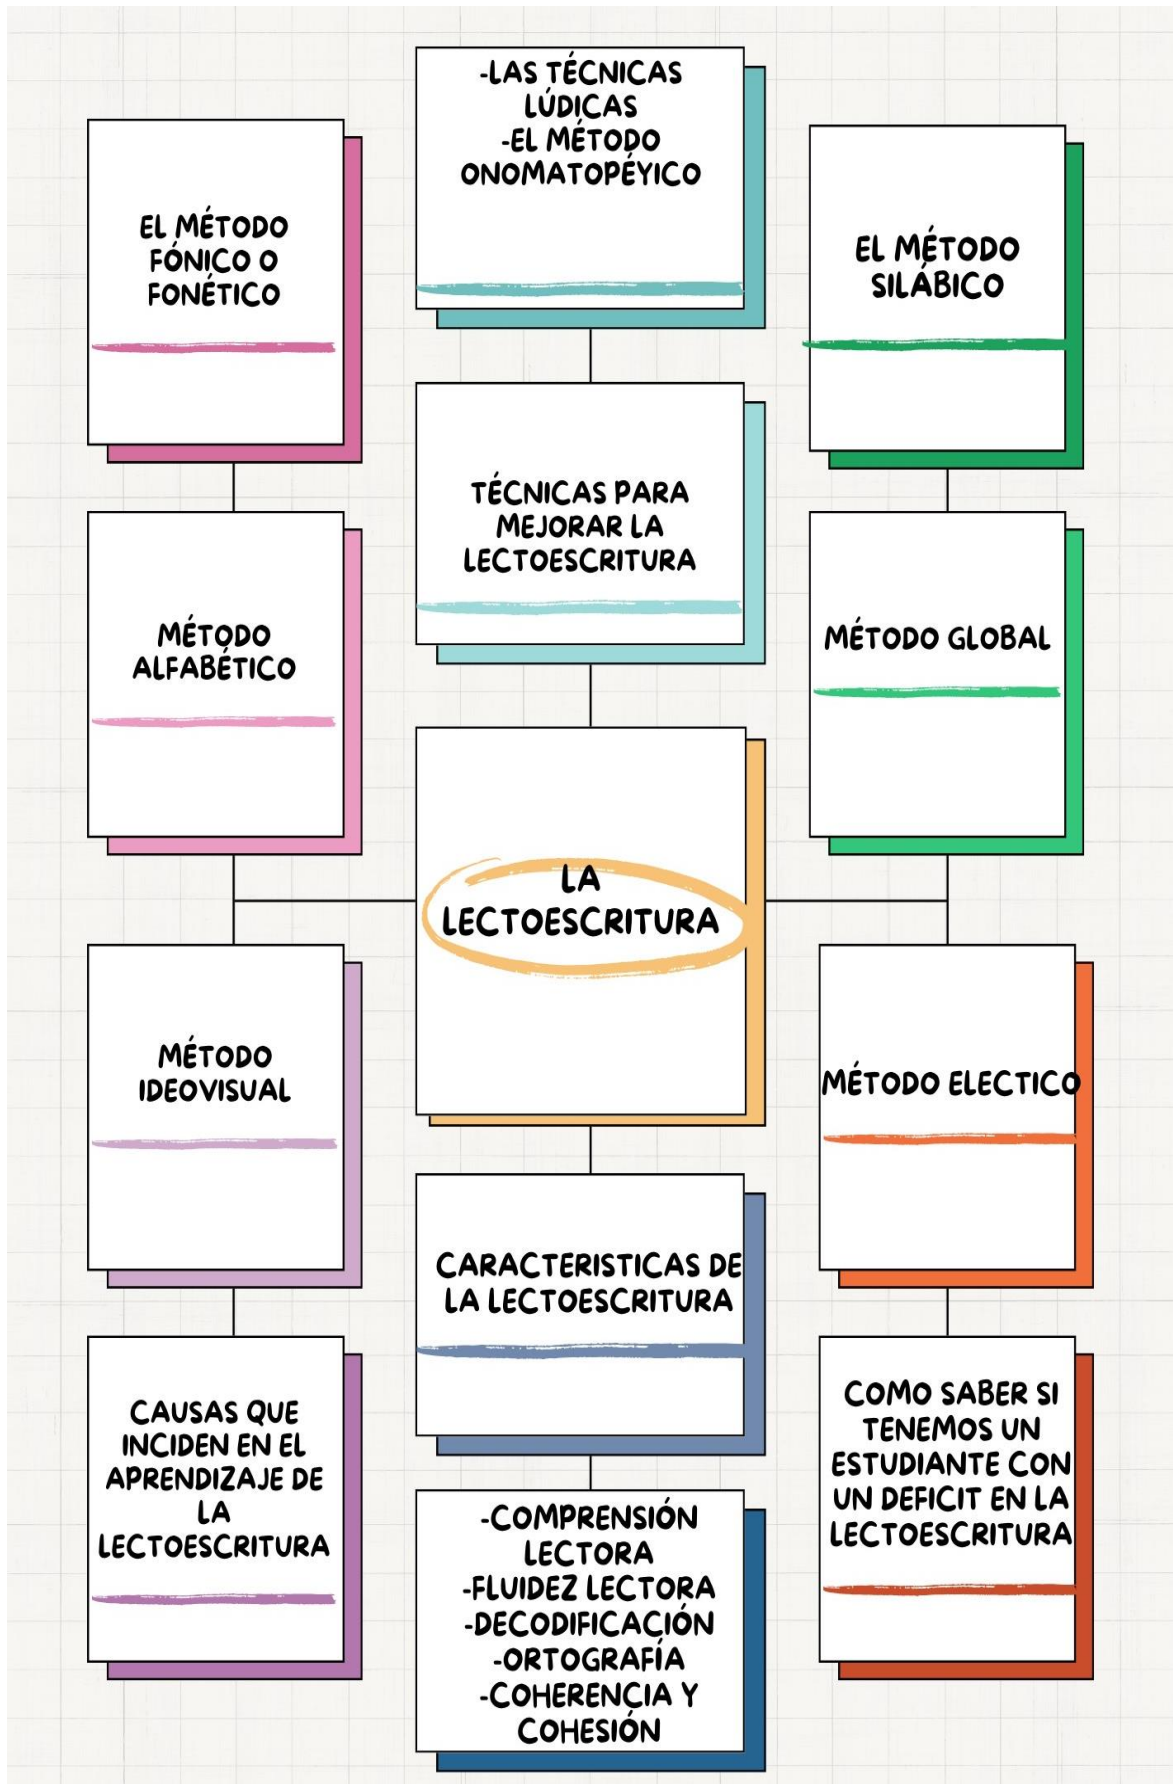 -LAS TÉCNICAS
LÚDICAS
-EL MÉTODO
ONOMATOPÉYICO
EL MÉTODO
FÓNICO O
FONÉTICO
EL MÉTODO
SILÁBICO
TÉCNICAS PARA
MEJORAR LA
LECTOESCRITURA
MÉTODO
ALFABÉTICO
MÉTODO GLOBAL
LA
LECTOESCRITURA
MÉTODO
IDEOVISUAL
MÉTODO ELECTICO
CARACTERISTICAS DE
LA LECTOESCRITURA
CAUSAS QUE
INCIDEN EN EL
APRENDIZAJE DE
LA
LECTOESCRITURA
COMO SABER SI
TENEMOS UN
ESTUDIANTE CON
UN DEFICIT EN LA
LECTOESCRITURA
-COMPRENSIÓN
LECTORA
-FLUIDEZ LECTORA
-DECODIFICACIÓN
-ORTOGRAFÍA
-COHERENCIA Y
COHESIÓN